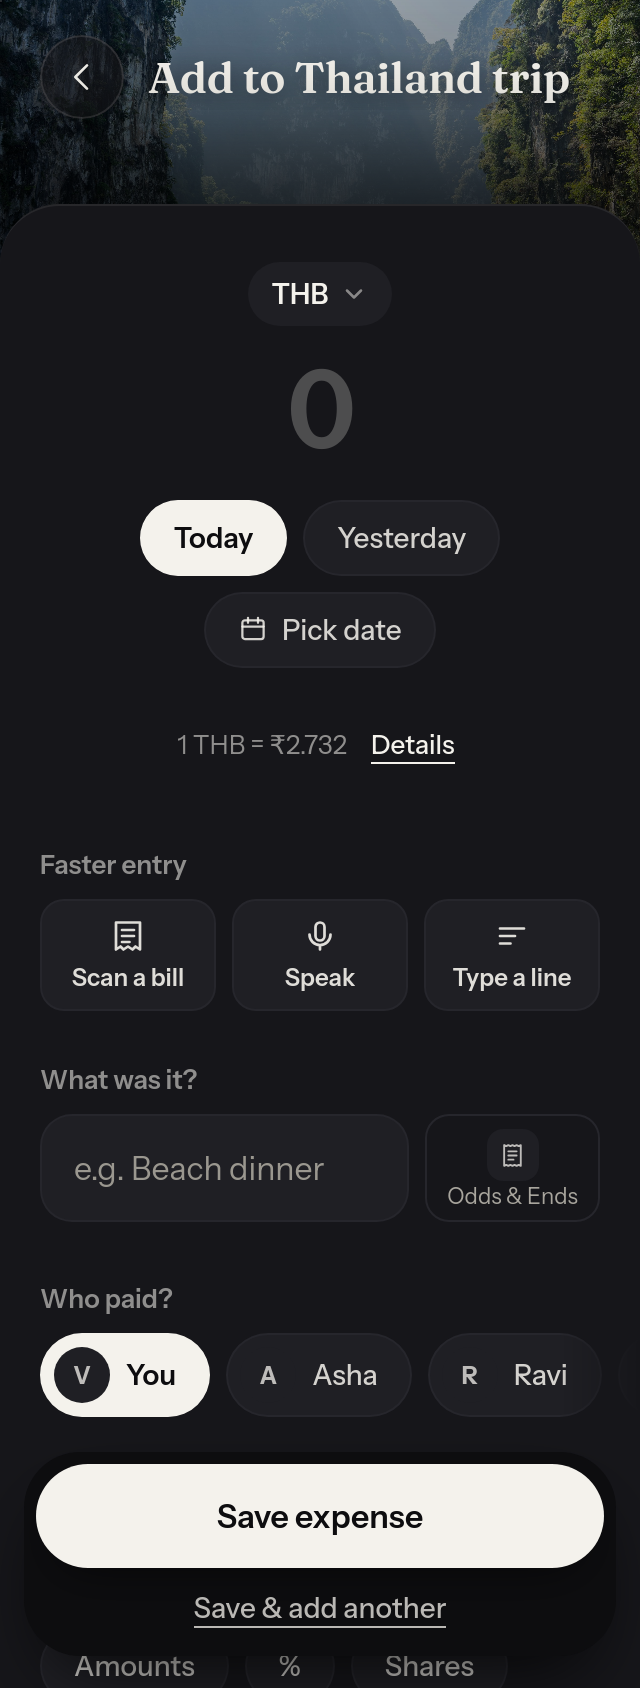 Add to Thailand trip
THB
0
Today
Yesterday
Pick date
1 THB = ₹2.732 Details
Faster entry
Scan a bill
Speak
Type a line
What was it?
e.g. Beach dinner
Odds & Ends
Who paid?
V You
A Asha
R Ravi
Save expense
Save & add another
Amounts
%
Shares